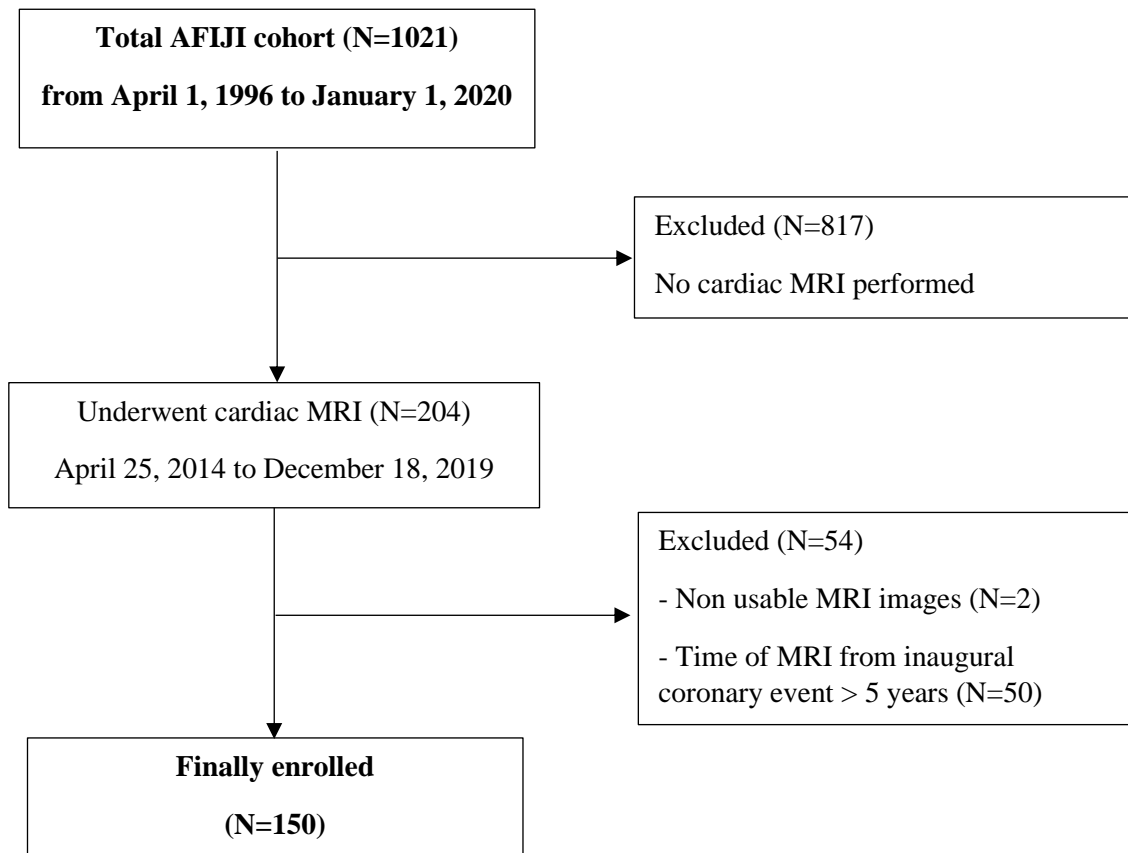 Total AFIJI cohort (N=1021)
from April 1, 1996 to January 1, 2020
Excluded (N=817)
No cardiac MRI performed
Underwent cardiac MRI (N=204)
April 25, 2014 to December 18, 2019
Excluded (N=54)
- Non usable MRI images (N=2)
- Time of MRI from inaugural
coronary event > 5 years (N=50)
Finally enrolled
(N=150)